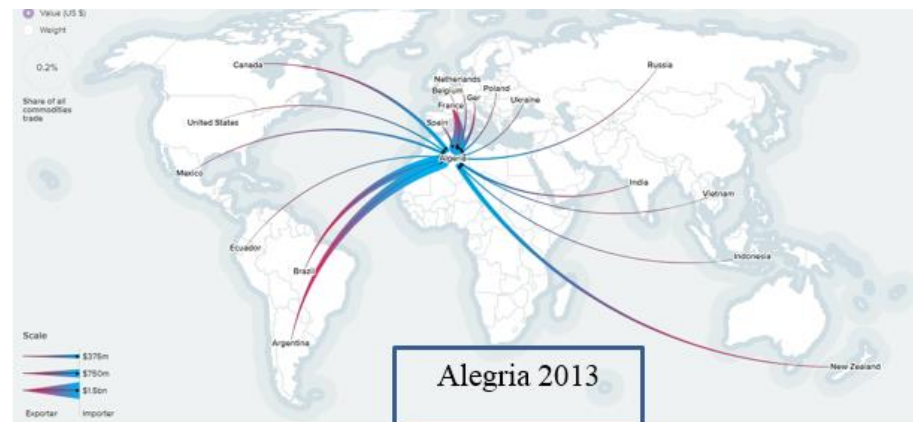 Value (US $)
Weight
0.2%
Share of all
commodities
trade
Canada
United States
Mexico
Ecuador
Brazil
Argentina
Netherlands
Belgium
Ger
Poland
France
Ukraine
Spain
Algeria
Russia
India
Vietnam
Indonesia
New Zealand
Scale
$375m
$750m
$1.5bn
Exporter Importer
Alegria 2013